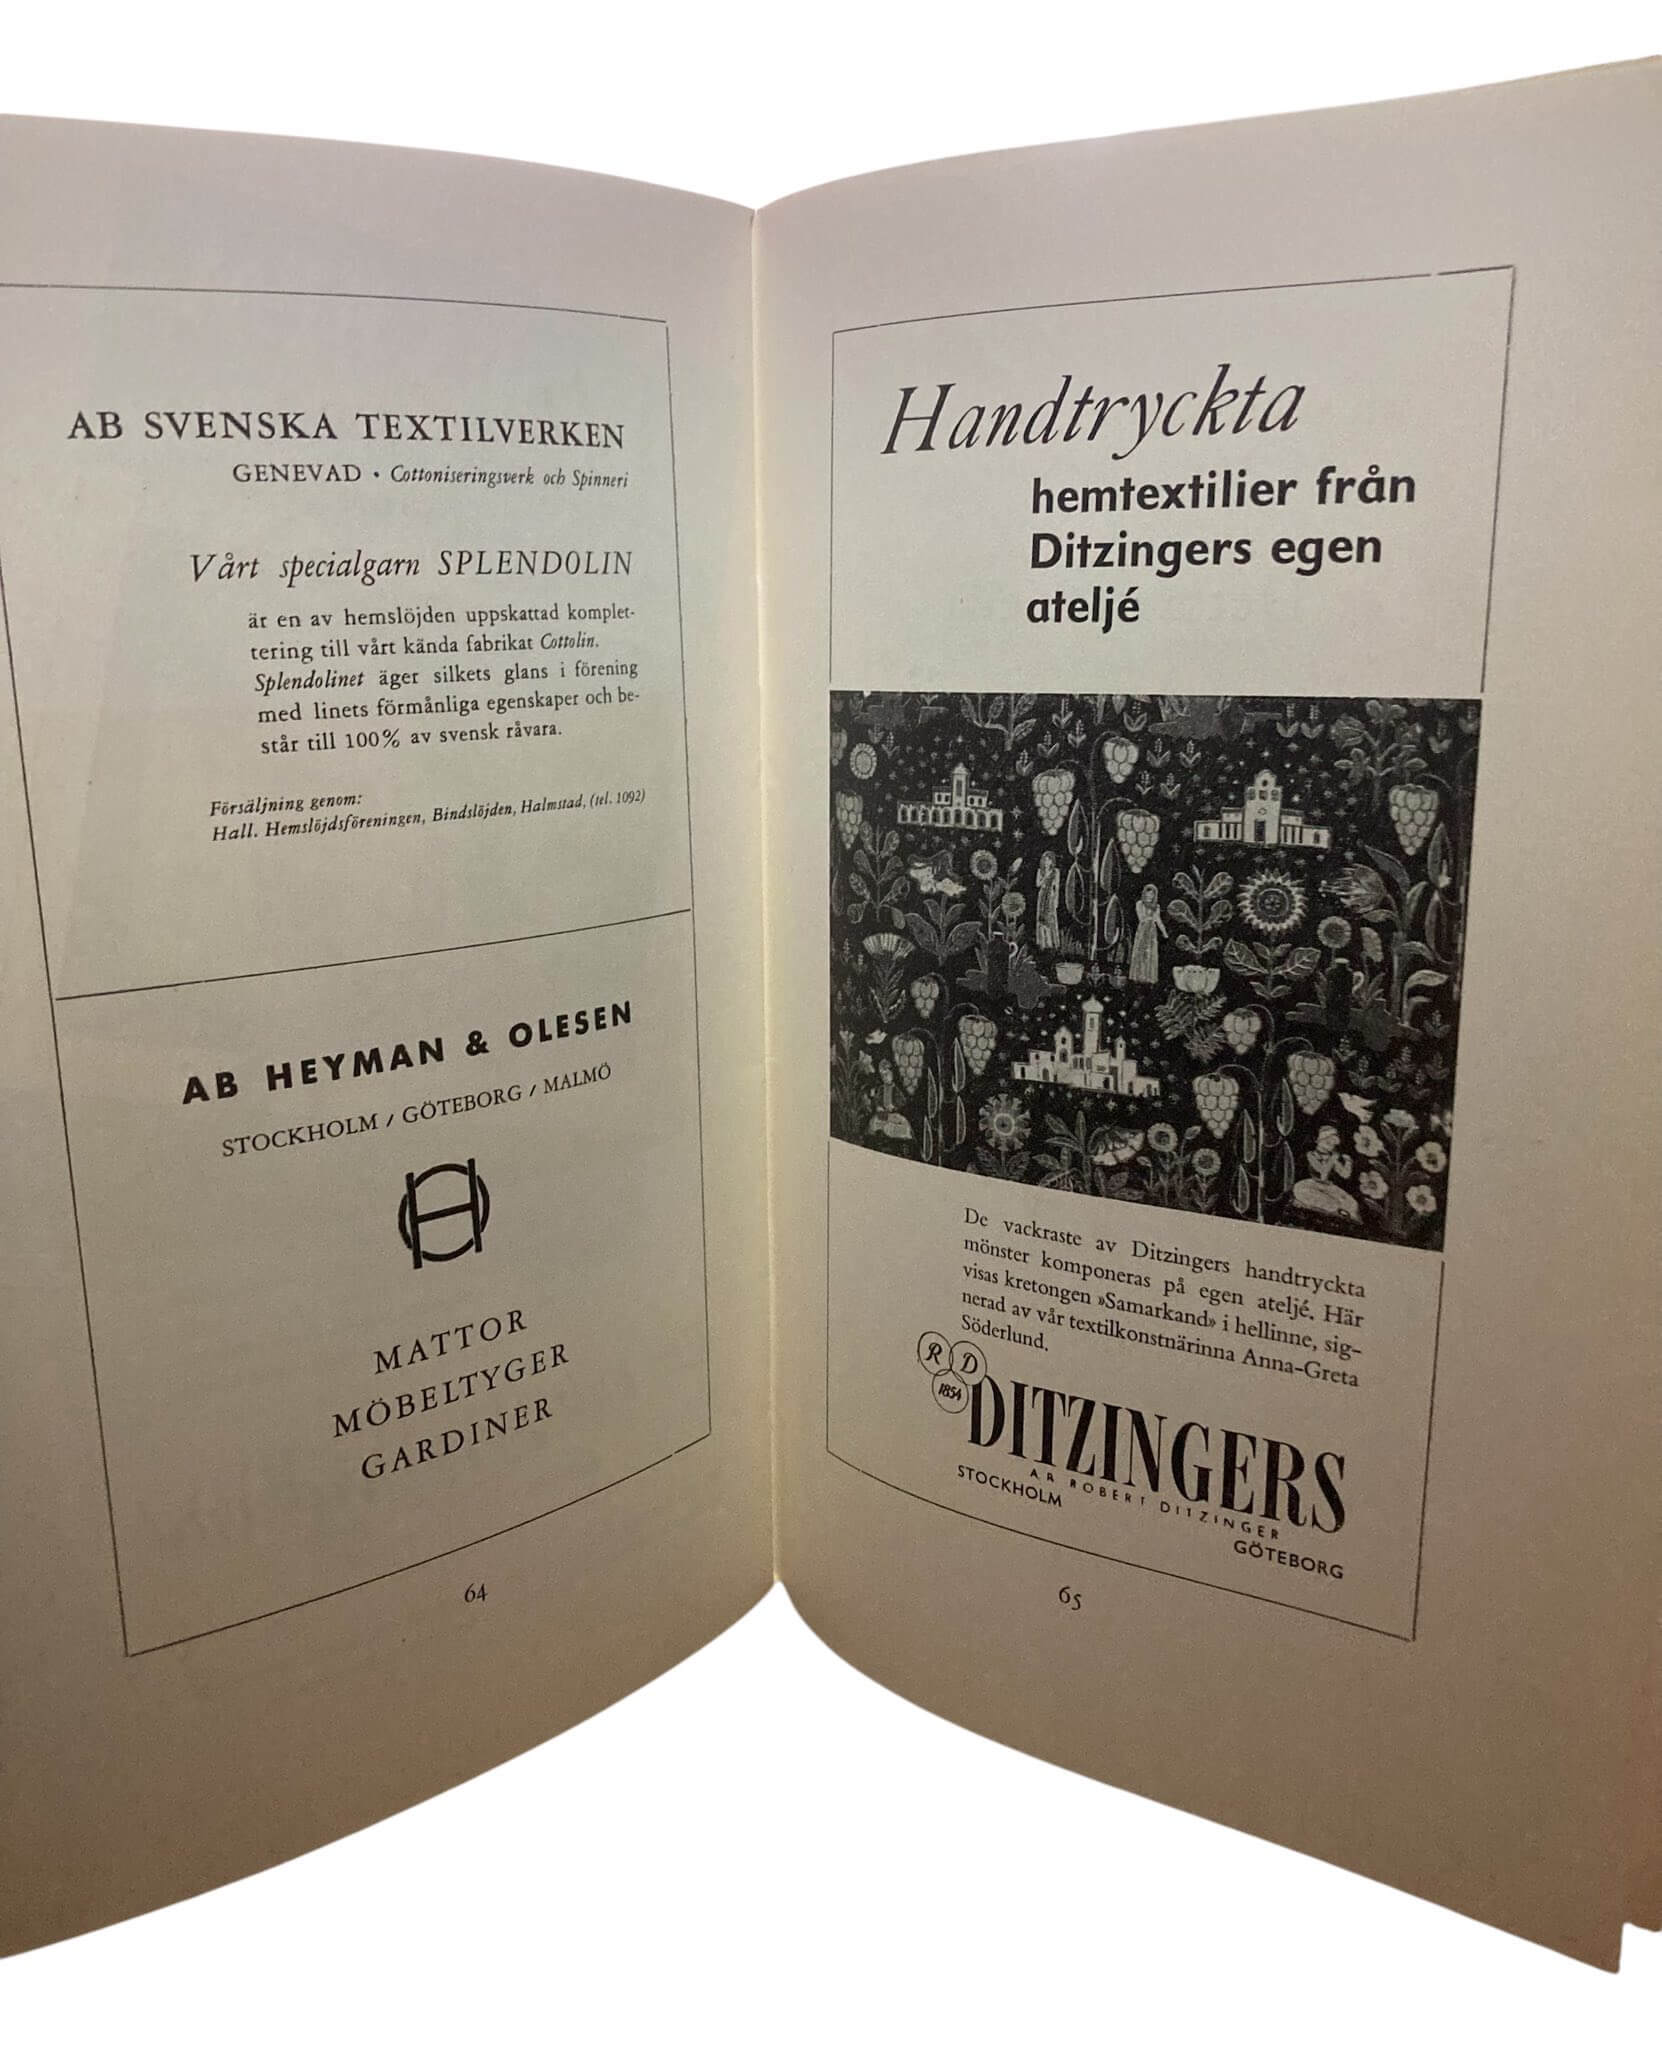 AB SVENSKA TEXTILVERKEN
GENEVAD • Cottoniseringsverk och Spinneri
Vårt specialgarn SPLENDOLIN
är en av hemslöjden uppskattad komplet-
tering till vårt kända fabrikat Cottolin.
Splendolinet äger silkets glans i förening
med linets förmånliga egenskaper och be-
står till 100% av svensk råvara.
Försäljning genom:
Hall. Hemslöjdsföreningen, Bindslöjden, Halmstad, (tel. 1092)
AB HEYMAN & OLESEN
STOCKHOLM / GÖTEBORG / MALMÖ
MATTOR
MÖBELTYGER
GARDINER
64
Handtryckta
hemtextilier från
Ditzingers egen
ateljé
De vackraste av Ditzingers handtryckta
mönster komponeras på egen ateljé. Här
visas kretongen »Samarkand» i hellinne, sig-
nerad av vår textilkonstnärinna Anna-Greta
Söderlund.
R D
1854
DITZINGERS
AB ROBERT DITZINGER
STOCKHOLM
GÖTEBORG
65